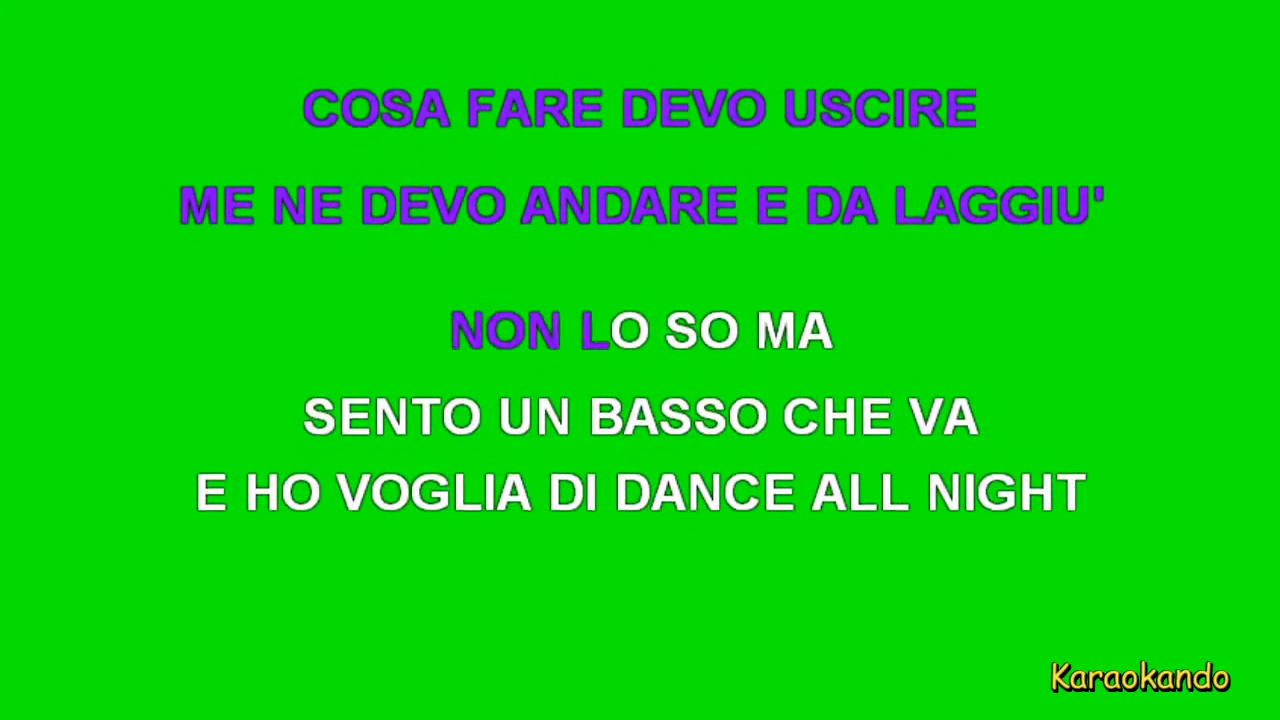 COSA FARE DEVO USCIRE
ME NE DEVO ANDARE E DA LAGGIU'
NON LO SO MA
SENTO UN BASSO CHE VA
E HO VOGLIA DI DANCE ALL NIGHT
Karaokando